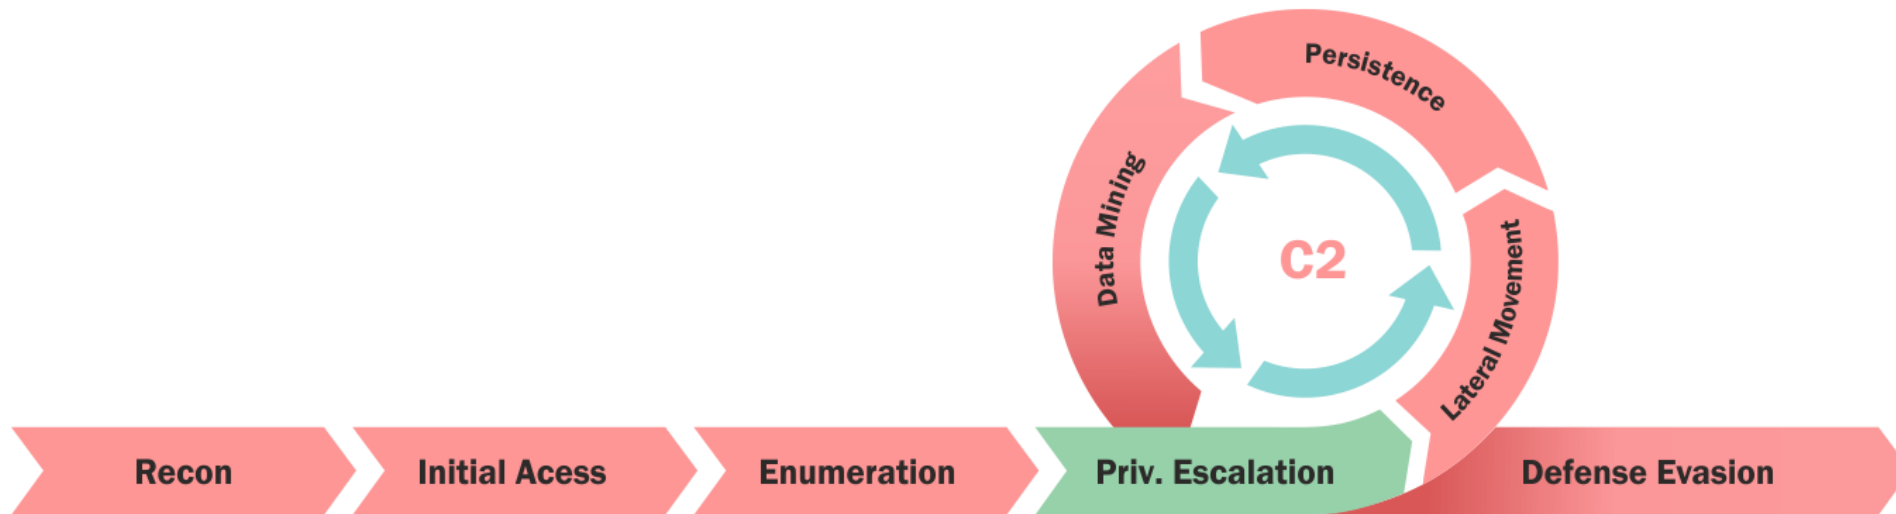 Persistence
Data Mining
C2
Lateral Movement
Recon
Initial Acess
Enumeration
Priv. Escalation
Defense Evasion